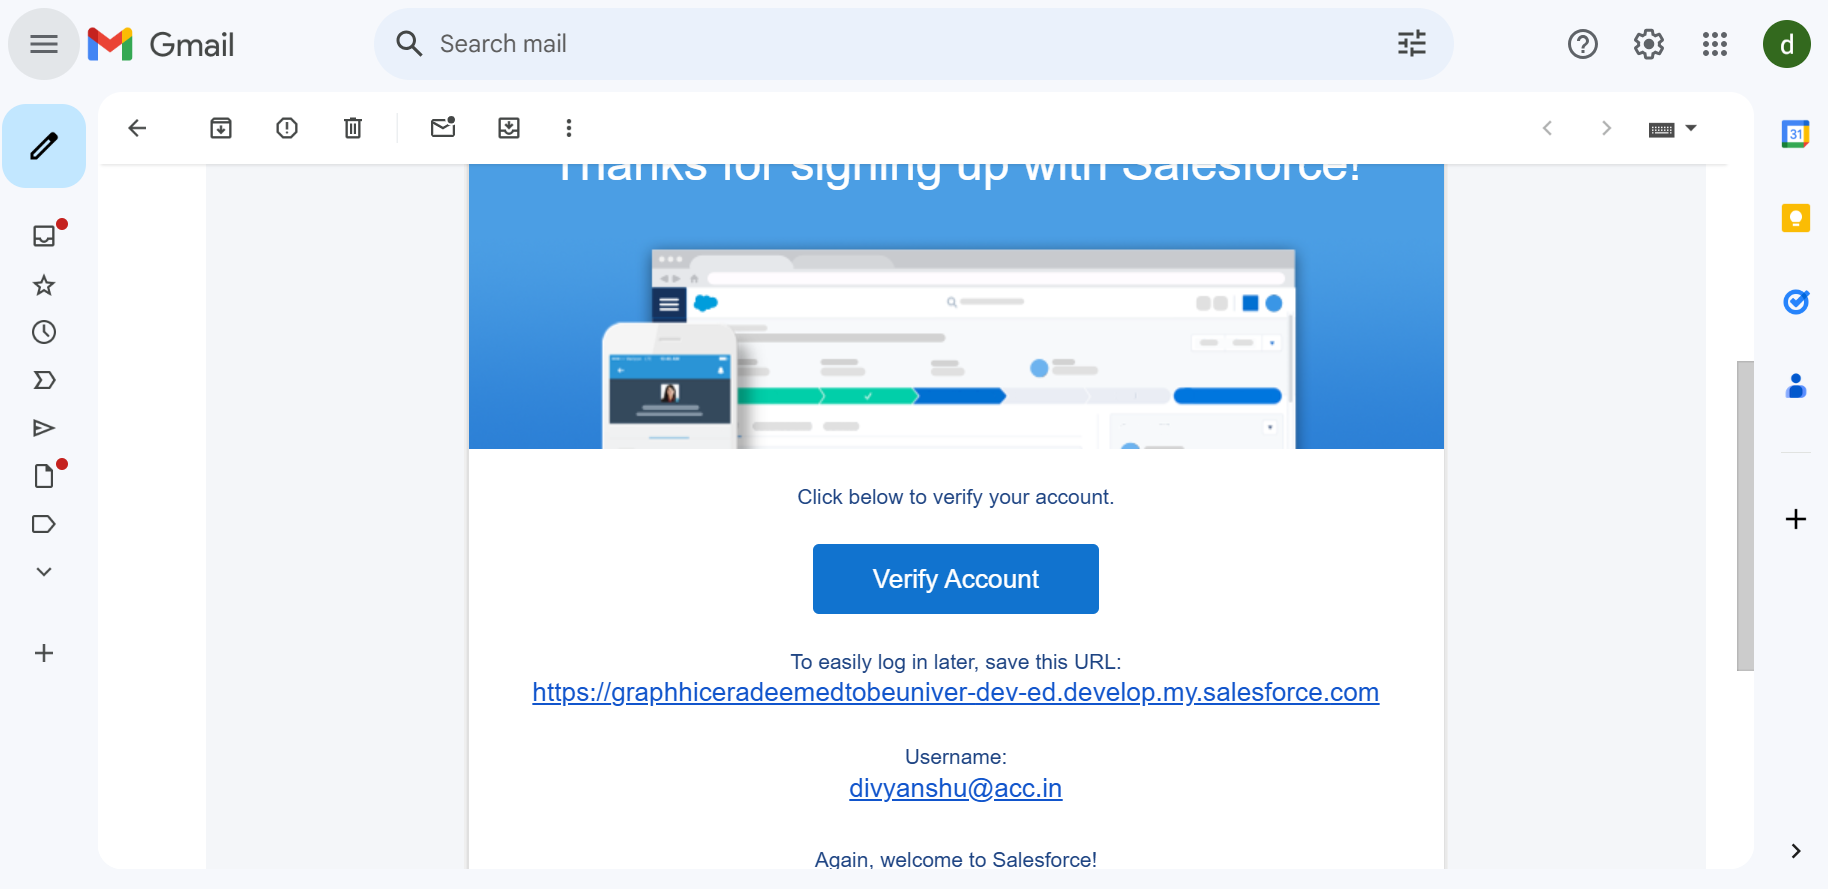 Gmail
Search mail
d
31
Thanks for signing up with Salesforce!
Click below to verify your account.
Verify Account
To easily log in later, save this URL:
https://graphhiceradeemedtobeuniver-dev-ed.develop.my.salesforce.com
Username:
divyanshu@acc.in
Again, welcome to Salesforce!